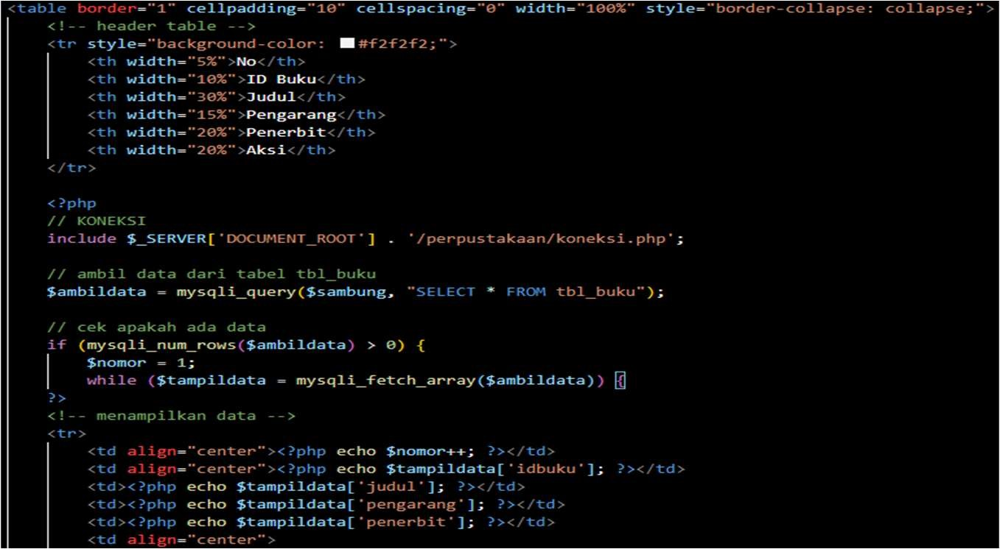 <table border="1" cellpadding="10" cellspacing="0" width="100%" style="border-collapse: collapse;">
<!-- header table -->
<tr style="background-color: #f2f2f2;">
<th width="5%">No</th>
<th width="10%">ID Buku</th>
<th width="30%">Judul</th>
<th width="15%">Pengarang</th>
<th width="20%">Penerbit</th>
<th width="20%">Aksi</th>
</tr>
<?php
// KONEKSI
include $_SERVER['DOCUMENT_ROOT'] . '/perpustakaan/koneksi.php';
// ambil data dari tabel tbl_buku
$ambildata = mysqli_query($sambung, "SELECT * FROM tbl_buku");
// cek apakah ada data
if (mysqli_num_rows($ambildata) > 0) {
$nomor = 1;
while ($tampildata = mysqli_fetch_array($ambildata)) {
?>
<!-- menampilkan data -->
<tr>
<td align="center"><?php echo $nomor++; ?></td>
<td align="center"><?php echo $tampildata['idbuku']; ?></td>
<td><?php echo $tampildata['judul']; ?></td>
<td><?php echo $tampildata['pengarang']; ?></td>
<td><?php echo $tampildata['penerbit']; ?></td>
<td align="center">